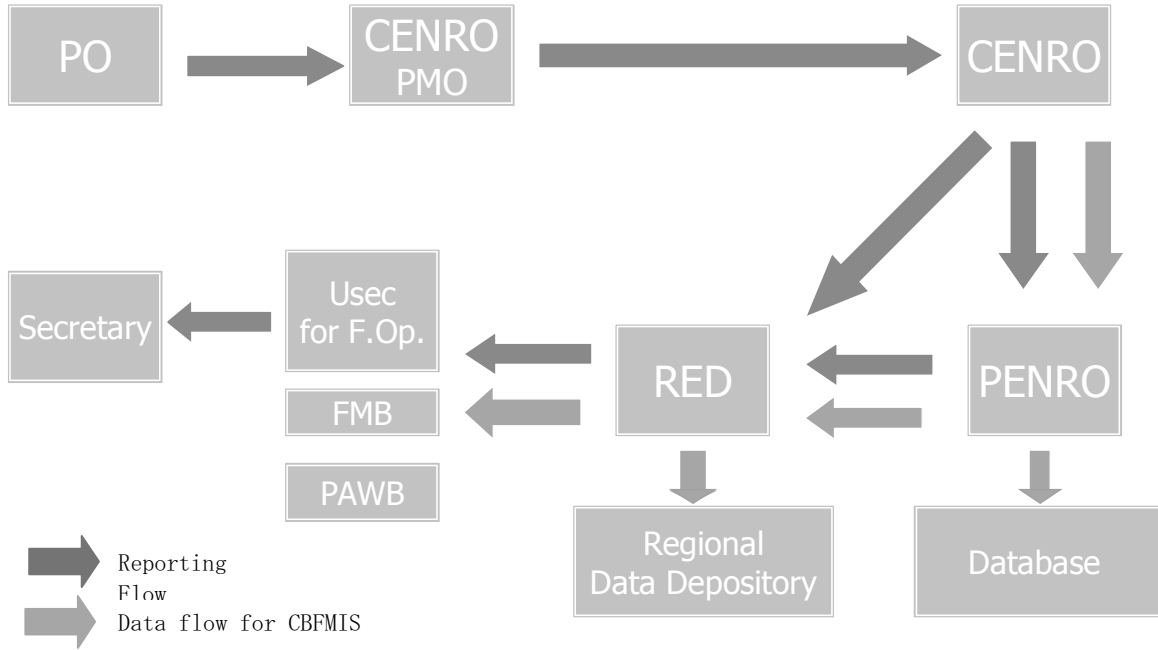 PO
CENRO
PMO
CENRO
Secretary
Usec
for F.Op.
FMB
PAWB
RED
PENRO
Regional
Data Depository
Database
Reporting
Flow
Data flow for CBFMIS